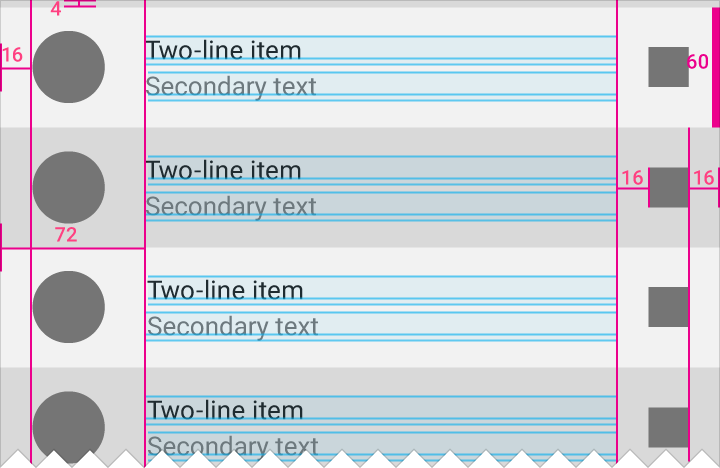 4
16
Two-line item
60
Secondary text
Two-line item
16
16
Secondary text
72
Two-line item
Secondary text
Two-line item
Secondary text